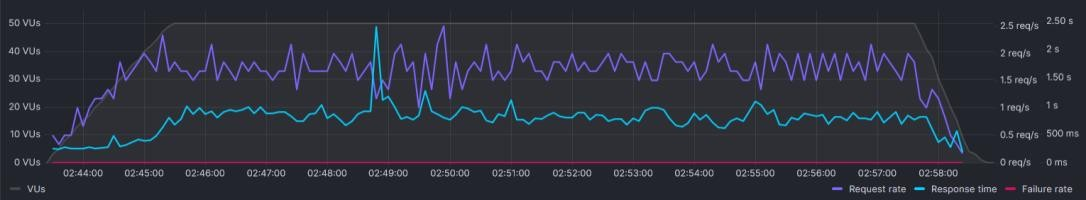 50 VUs 2.5 req/s 2.50 s
40 VUs 2 req/s 2 s
30 VUs 1.5 req/s 1.50 s
20 VUs 1 req/s 1 s
10 VUs 0.5 req/s 500 ms
0 VUs 0 req/s 0 ms
02:44:00 02:45:00 02:46:00 02:47:00 02:48:00 02:49:00 02:50:00 02:51:00 02:52:00 02:53:00 02:54:00 02:55:00 02:56:00 02:57:00 02:58:00
VUs Request rate Response time Failure rate